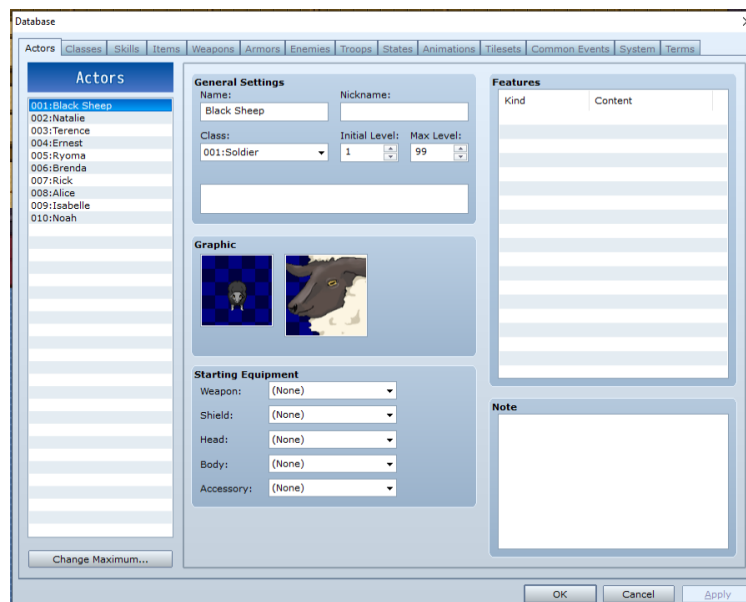 Database
Actors Classes Skills Items Weapons Armors Enemies Troops States Animations Tilesets Common Events System Terms
Actors
001:Black Sheep
002:Natalie
003:Terence
004:Ernest
005:Ryoma
006:Brenda
007:Rick
008:Alice
009:Isabelle
010:Noah
Change Maximum...
General Settings
Name: Nickname:
Black Sheep
Class: Initial Level: Max Level:
001:Soldier 1 99
Graphic
Starting Equipment
Weapon: (None)
Shield: (None)
Head: (None)
Body: (None)
Accessory: (None)
Features
Kind Content
Note
OK Cancel Apply